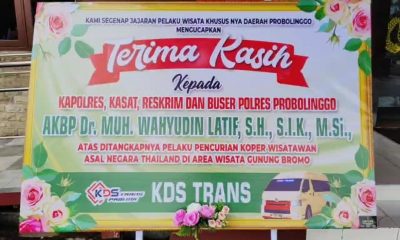 KAMI SEGENAP JAJARAN PELAKU WISATA KHUSUS NYA DAERAH PROBOLINGGO
MENGUCAPKAN
Terima Kasih
Kepada
KAPOLRES, KASAT, RESKRIM DAN BUSER POLRES PROBOLINGGO
AKBP Dr. MUH. WAHYUDIN LATIF, S.H., S.I.K., M.Si.,
ATAS DITANGKAPNYA PELAKU PENCURIAN KOPER WISATAWAN
ASAL NEGARA THAILAND DI AREA WISATA GUNUNG BROMO
KDS TRANS
KDS TRANS